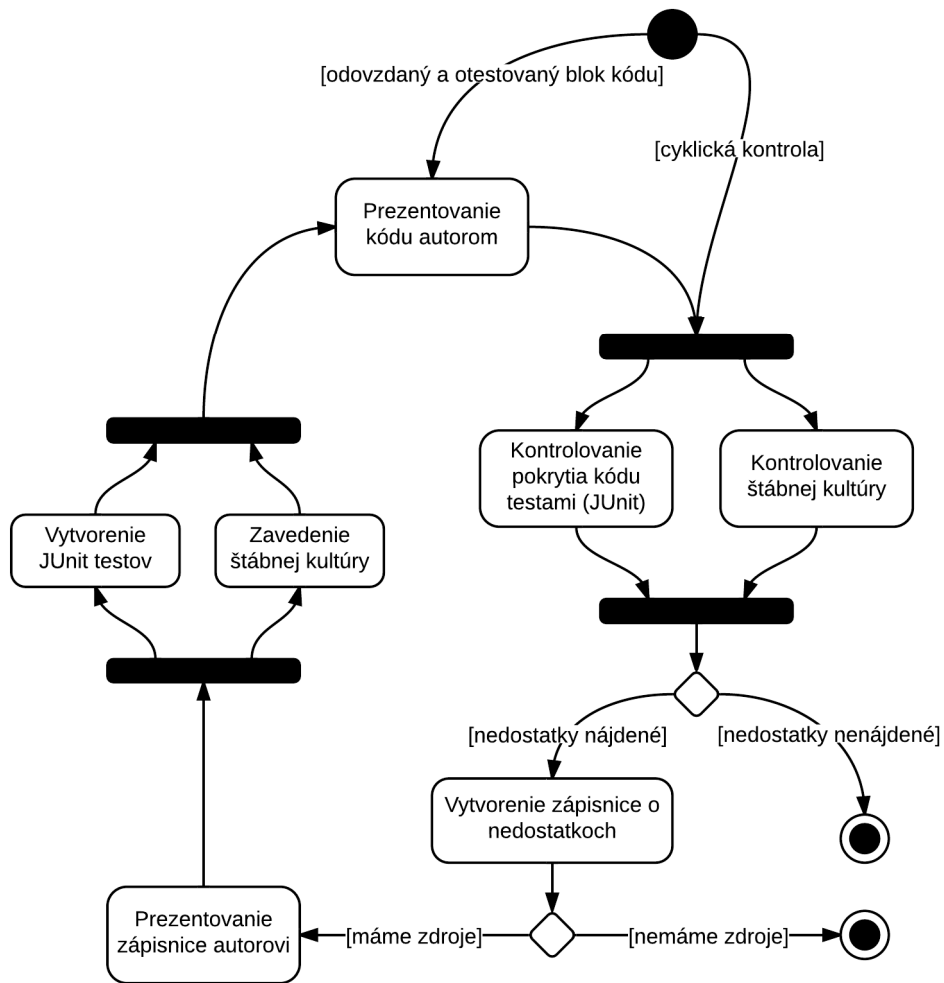 [odovzdaný a otestovaný blok kódu]
[cyklická kontrola]
Prezentovanie
kódu autorom
Kontrolovanie
pokrytia kódu
testami (JUnit)
Kontrolovanie
štábnej kultúry
Vytvorenie
JUnit testov
Zavedenie
štábnej kultúry
[nedostatky nájdené]
[nedostatky nenájdené]
Vytvorenie zápisnice o
nedostatkoch
Prezentovanie
zápisnice autorovi
[máme zdroje]
[nemáme zdroje]